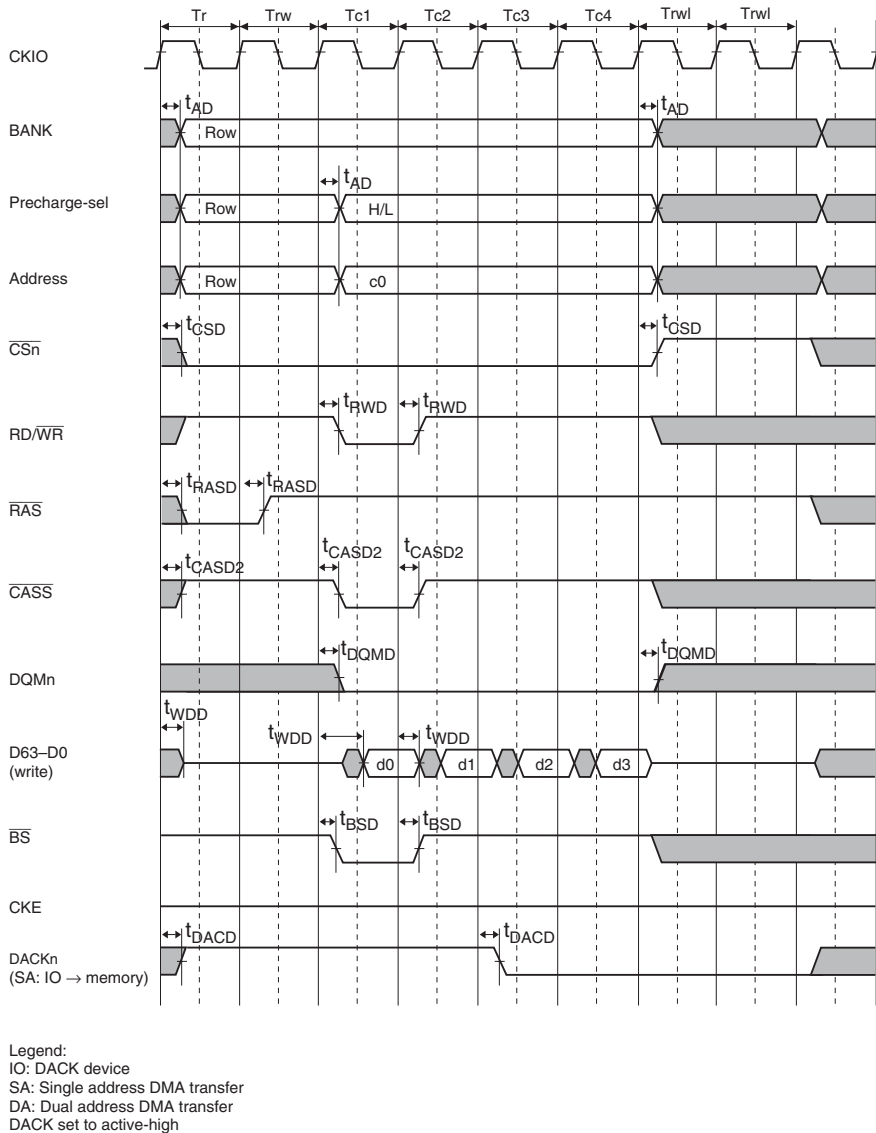 Tr Trw Tc1 Tc2 Tc3 Tc4 Trwl Trwl
CKIO
tAD tAD
BANK Row
tAD
Precharge-sel Row H/L
Address Row c0
tCSD tCSD
CSn
tRWD tRWD
RD/WR
tRASD tRASD
RAS
tCASD2 tCASD2 tCASD2
CASS
tDQMD tDQMD
DQMn
tWDD tWDD tWDD
D63–D0 d0 d1 d2 d3
(write)
tBSD tBSD
BS
CKE
tDACD tDACD
DACKn
(SA: IO → memory)
Legend:
IO: DACK device
SA: Single address DMA transfer
DA: Dual address DMA transfer
DACK set to active-high